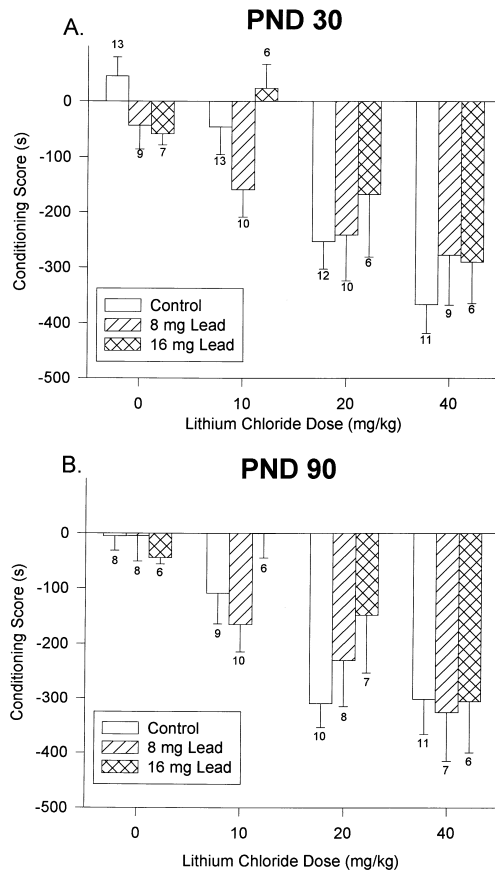 A.
PND 30
13
6
0
9
7
13
-100
10
-200
12
10
6
-300
11
9
6
-400
-500
Conditioning Score (s)
Control
8 mg Lead
16 mg Lead
0 10 20 40
Lithium Chloride Dose (mg/kg)
B.
PND 90
0
8 8 6
6
-100
9
10
-200
7
-300
10
8
11
7
6
-400
-500
Conditioning Score (s)
Control
8 mg Lead
16 mg Lead
0 10 20 40
Lithium Chloride Dose (mg/kg)